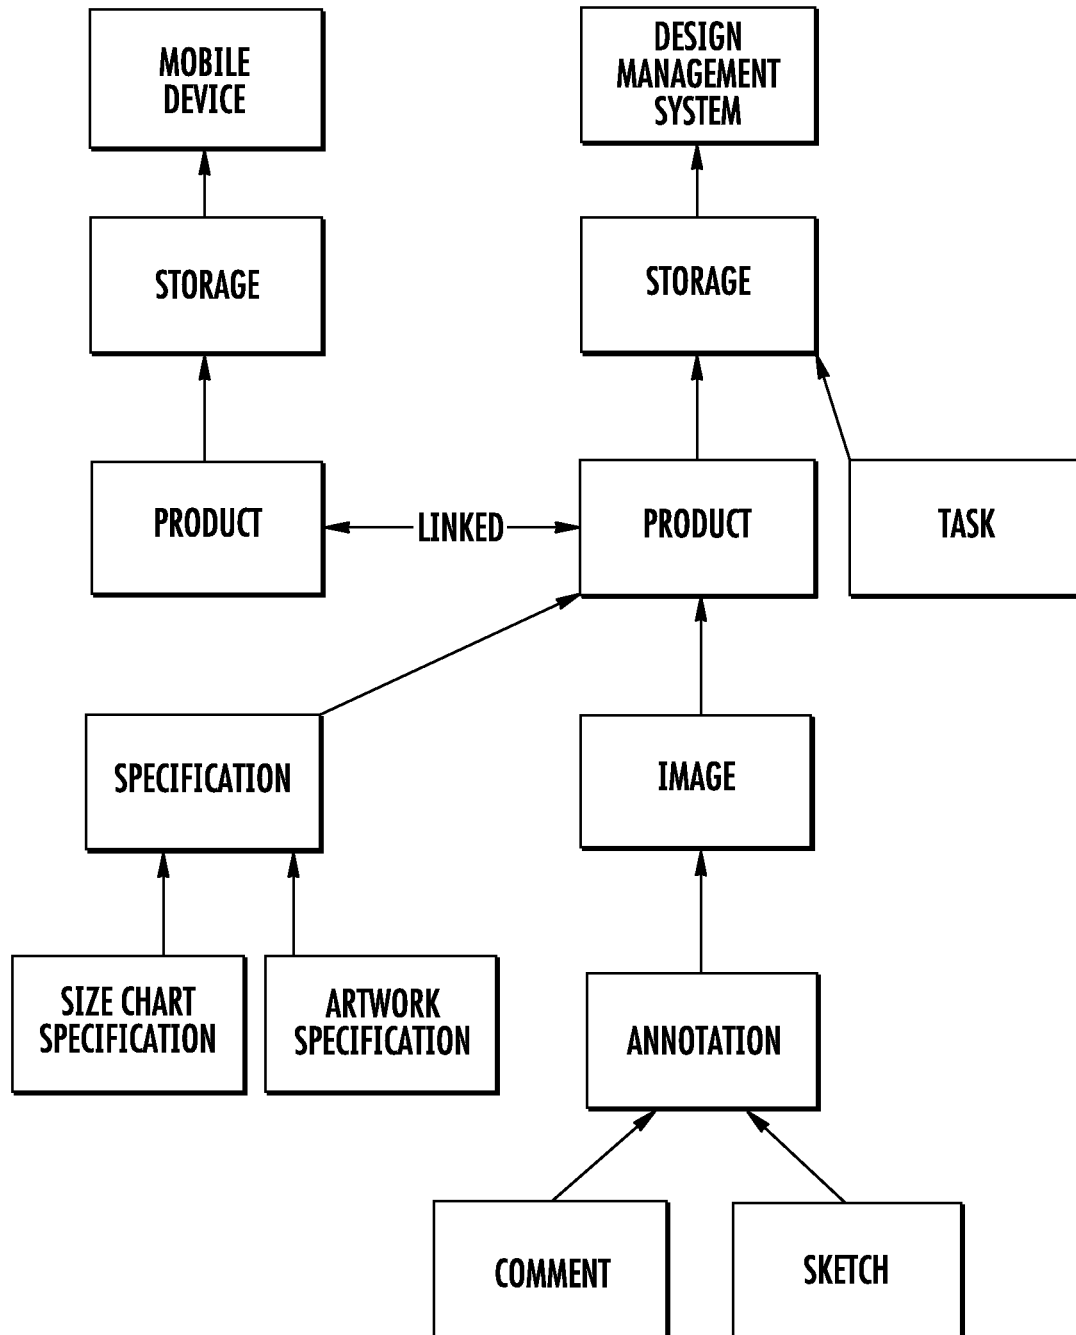 MOBILE
DEVICE
DESIGN
MANAGEMENT
SYSTEM
STORAGE
STORAGE
PRODUCT
LINKED
PRODUCT
TASK
SPECIFICATION
IMAGE
SIZE CHART
SPECIFICATION
ARTWORK
SPECIFICATION
ANNOTATION
COMMENT
SKETCH